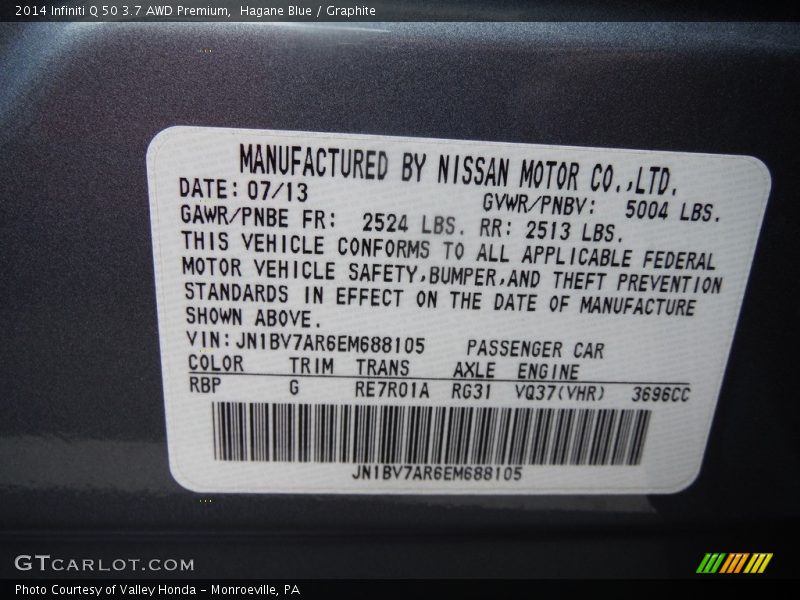 2014 Infiniti Q 50 3.7 AWD Premium,  Hagane Blue / Graphite
MANUFACTURED BY NISSAN MOTOR CO.,LTD.
DATE: 07/13 GVWR/PNBV: 5004 LBS.
GAWR/PNBE FR: 2524 LBS. RR: 2513 LBS.
THIS VEHICLE CONFORMS TO ALL APPLICABLE FEDERAL
MOTOR VEHICLE SAFETY,BUMPER,AND THEFT PREVENTION
STANDARDS IN EFFECT ON THE DATE OF MANUFACTURE
SHOWN ABOVE.
VIN:JN1BV7AR6EM688105 PASSENGER CAR
COLOR TRIM TRANS AXLE ENGINE
RBP G RE7R01A RG31 VQ37(VHR) 3696CC
JN1BV7AR6EM688105
GTCARLOT.COM
Photo Courtesy of Valley Honda - Monroeville, PA